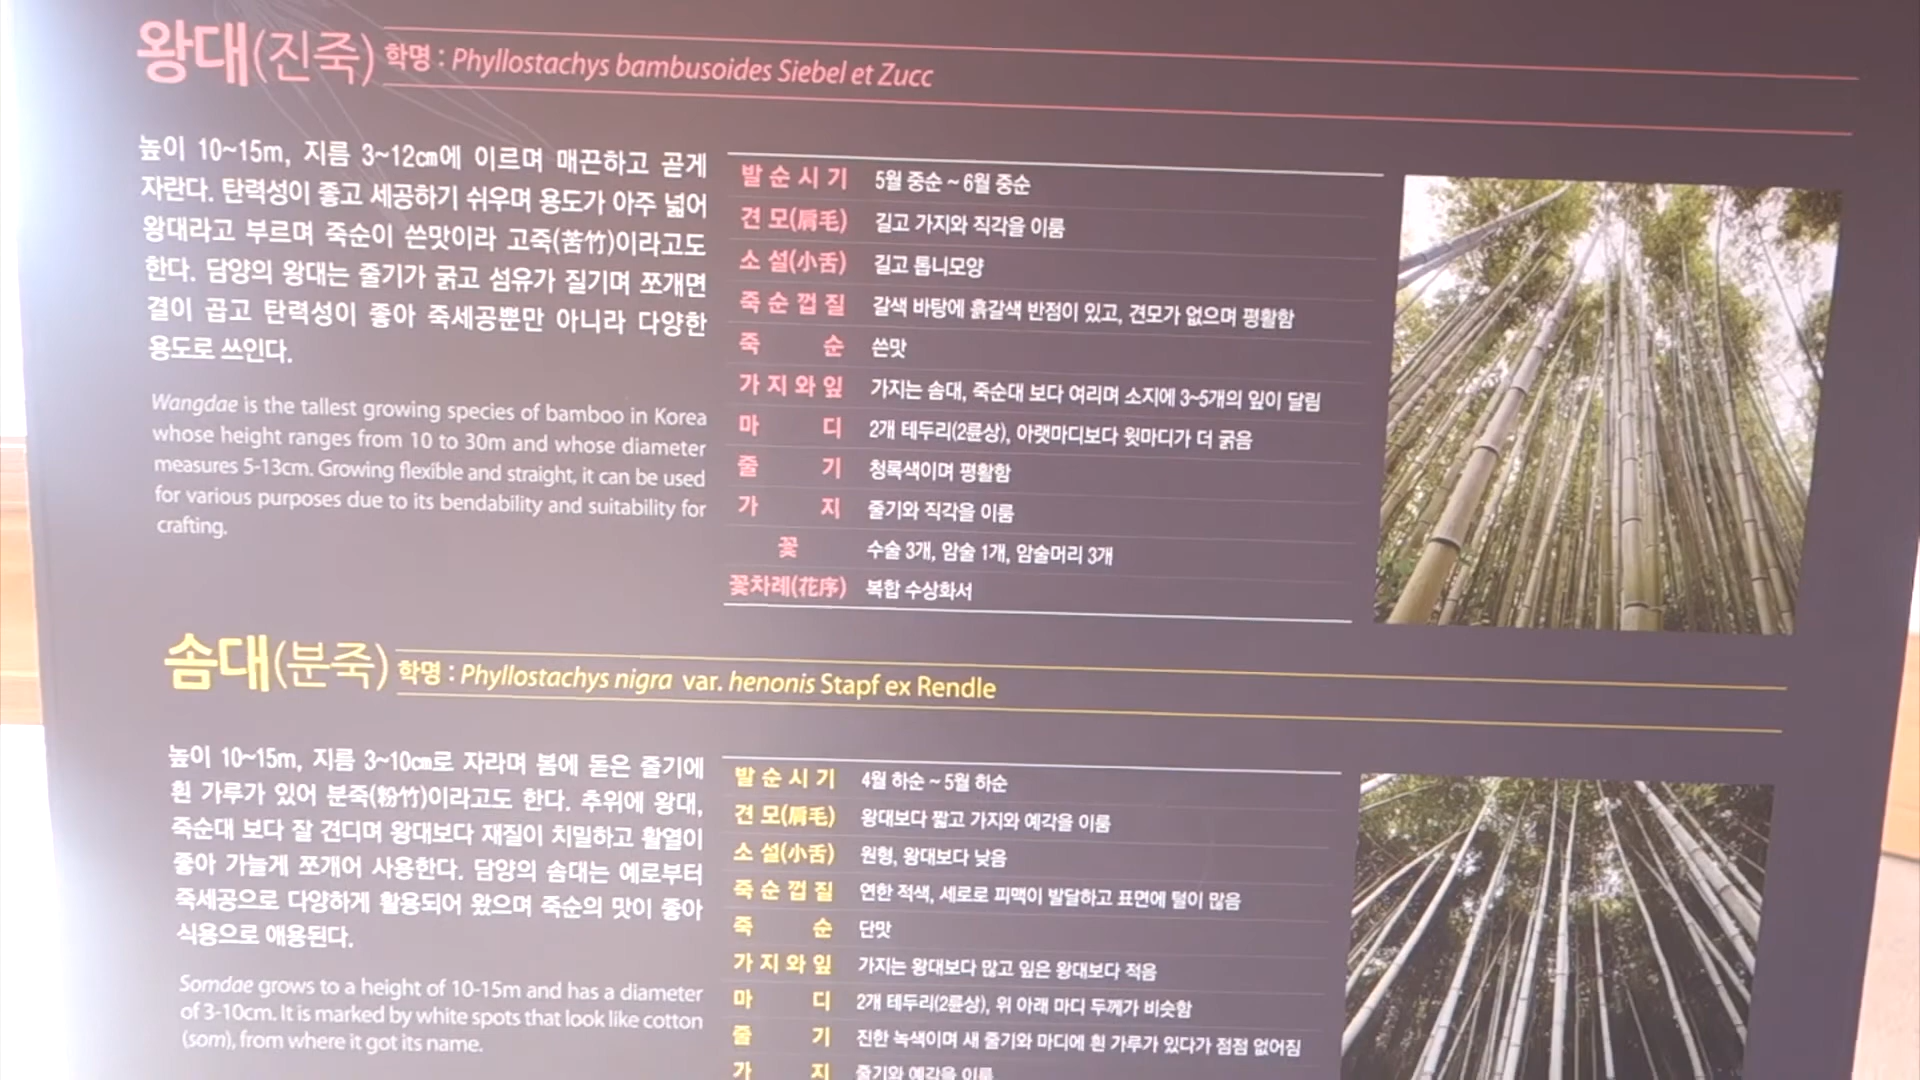 왕대(진죽) 학명 : Phyllostachys bambusoides Siebel et Zucc
높이 10~15m, 지름 3~12㎝에 이르며 매끈하고 곧게
자란다. 탄력성이 좋고 세공하기 쉬우며 용도가 아주 넓어
왕대라고 부르며 죽순이 쓴맛이라 고죽(苦竹)이라고도
한다. 담양의 왕대는 줄기가 굵고 섬유가 질기며 쪼개면
결이 곱고 탄력성이 좋아 죽세공뿐만 아니라 다양한
용도로 쓰인다.
Wangdae is the tallest growing species of bamboo in Korea
whose height ranges from 10 to 30m and whose diameter
measures 5-13cm. Growing flexible and straight, it can be used
for various purposes due to its bendability and suitability for
crafting.
발순시기 5월 중순 ~ 6월 중순
견모(肩毛) 길고 가지와 직각을 이룸
소설(小舌) 길고 톱니모양
죽순껍질 갈색 바탕에 흙갈색 반점이 있고, 견모가 없으며 평활함
죽순 쓴맛
가지와잎 가지는 솜대, 죽순대 보다 여리며 소지에 3~5개의 잎이 달림
마디 2개 테두리(2륜상), 아랫마디보다 윗마디가 더 굵음
줄기 청록색이며 평활함
가지 줄기와 직각을 이룸
꽃 수술 3개, 암술 1개, 암술머리 3개
꽃차례(花序) 복합 수상화서
솜대(분죽) 학명 : Phyllostachys nigra var. henonis Stapf ex Rendle
높이 10~15m, 지름 3~10㎝로 자라며 봄에 돋은 줄기에
흰 가루가 있어 분죽(粉竹)이라고도 한다. 추위에 왕대,
죽순대 보다 잘 견디며 왕대보다 재질이 치밀하고 활열이
좋아 가늘게 쪼개어 사용한다. 담양의 솜대는 예로부터
죽세공으로 다양하게 활용되어 왔으며 죽순의 맛이 좋아
식용으로 애용된다.
Somdae grows to a height of 10-15m and has a diameter
of 3-10cm. It is marked by white spots that look like cotton
(som), from where it got its name.
발순시기 4월 하순 ~ 5월 하순
견모(肩毛) 왕대보다 짧고 가지와 예각을 이룸
소설(小舌) 원형, 왕대보다 낮음
죽순껍질 연한 적색, 세로로 피맥이 발달하고 표면에 털이 많음
죽순 단맛
가지와잎 가지는 왕대보다 많고 잎은 왕대보다 적음
마디 2개 테두리(2륜상), 위 아래 마디 두께가 비슷함
줄기 진한 녹색이며 새 줄기와 마디에 흰 가루가 있다가 점점 없어짐
가지 줄기와 예각을 이룸